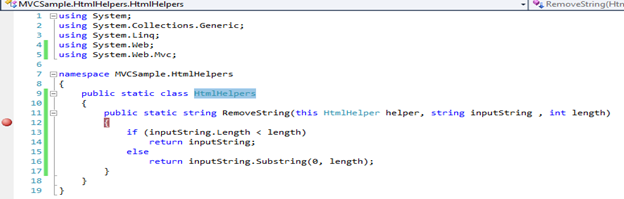 MVCSample.HtmlHelpers.HtmlHelpers RemoveString(Htm
1 using System;
2 using System.Collections.Generic;
3 using System.Linq;
4 using System.Web;
5 using System.Web.Mvc;
6
7 namespace MVCSample.HtmlHelpers
8 {
9 public static class HtmlHelpers
10 {
11 public static string RemoveString(this HtmlHelper helper, string inputString , int length)
12 {
13 if (inputString.Length < length)
14 return inputString;
15 else
16 return inputString.Substring(0, length);
17 }
18 }
19 }